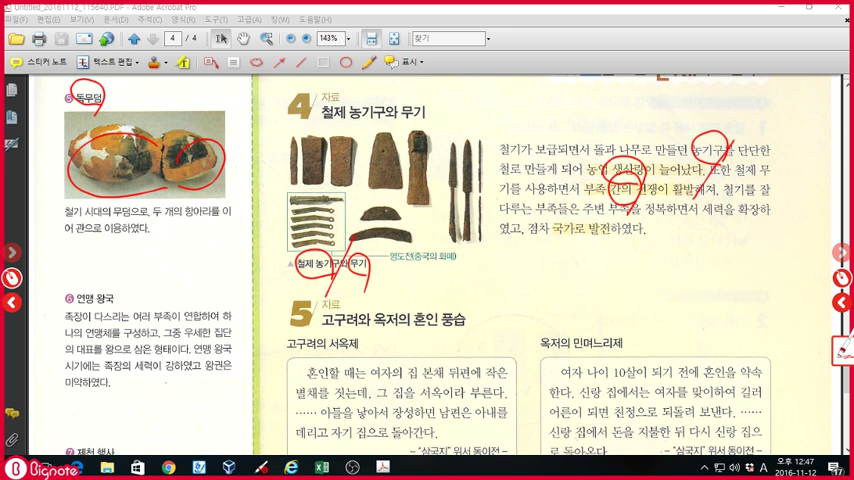 Untitled_20161112_115640.PDF - Adobe Acrobat Pro
파일(F) 편집(E) 보기(V) 문서(D) 주석(C) 양식(R) 도구(T) 고급(A) 창(W) 도움말(H)
4 / 4 143% 찾기
스티커 노트 텍스트 편집 표시
⑤ 독무덤
철기 시대의 무덤으로, 두 개의 항아리를 이
어 관으로 이용하였다.
⑥ 연맹 왕국
족장이 다스리는 여러 부족이 연합하여 하
나의 연맹체를 구성하고, 그중 우세한 집단
의 대표를 왕으로 삼은 형태이다. 연맹 왕국
시기에는 족장의 세력이 강하였고 왕권은
미약하였다.
⑦ 제천 행사
4 자료
철제 농기구와 무기
명도전(중국의 화폐)
▲ 철제 농기구와 무기
철기가 보급되면서 돌과 나무로 만들던 농기구를 단단한
철로 만들게 되어 농업 생산량이 늘어났다. 또한 철제 무
기를 사용하면서 부족 간의 전쟁이 활발해져, 철기를 잘
다루는 부족들은 주변 부족을 정복하면서 세력을 확장하
였고, 점차 국가로 발전하였다.
5 자료
고구려와 옥저의 혼인 풍습
고구려의 서옥제
혼인할 때는 여자의 집 본채 뒤편에 작은
별채를 짓는데, 그 집을 서옥이라 부른다.
…… 아들을 낳아서 장성하면 남편은 아내를
데리고 자기 집으로 돌아간다.
- "삼국지" 위서 동이전 -
옥저의 민며느리제
여자 나이 10살이 되기 전에 혼인을 약속
한다. 신랑 집에서는 여자를 맞이하여 길러
어른이 되면 친정으로 되돌려 보낸다. ……
신랑 집에서 돈을 지불한 뒤 다시 신랑 집으
로 돌아온다. - "삼국지" 위서 동이전 -
Bignote
A 오후 12:47
2016-11-12
17